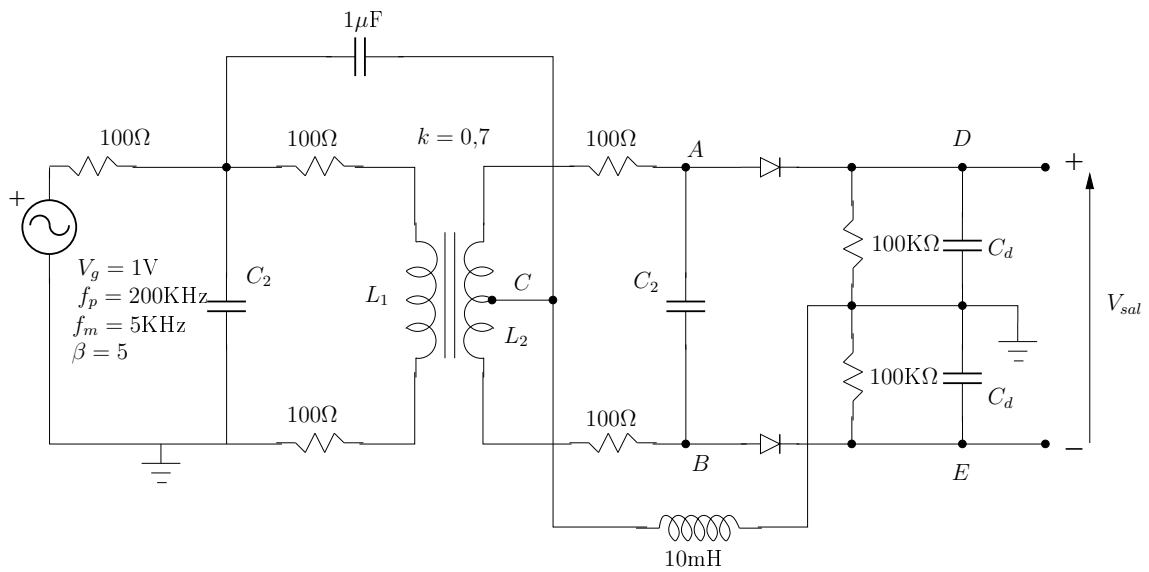 1μF
100Ω
100Ω
k = 0,7
100Ω
A
D
+
+
V_g = 1V
f_p = 200KHz
f_m = 5KHz
β = 5
C_2
L_1
C
L_2
C_2
100KΩ
C_d
V_sal
100KΩ
C_d
100Ω
100Ω
B
E
−
10mH